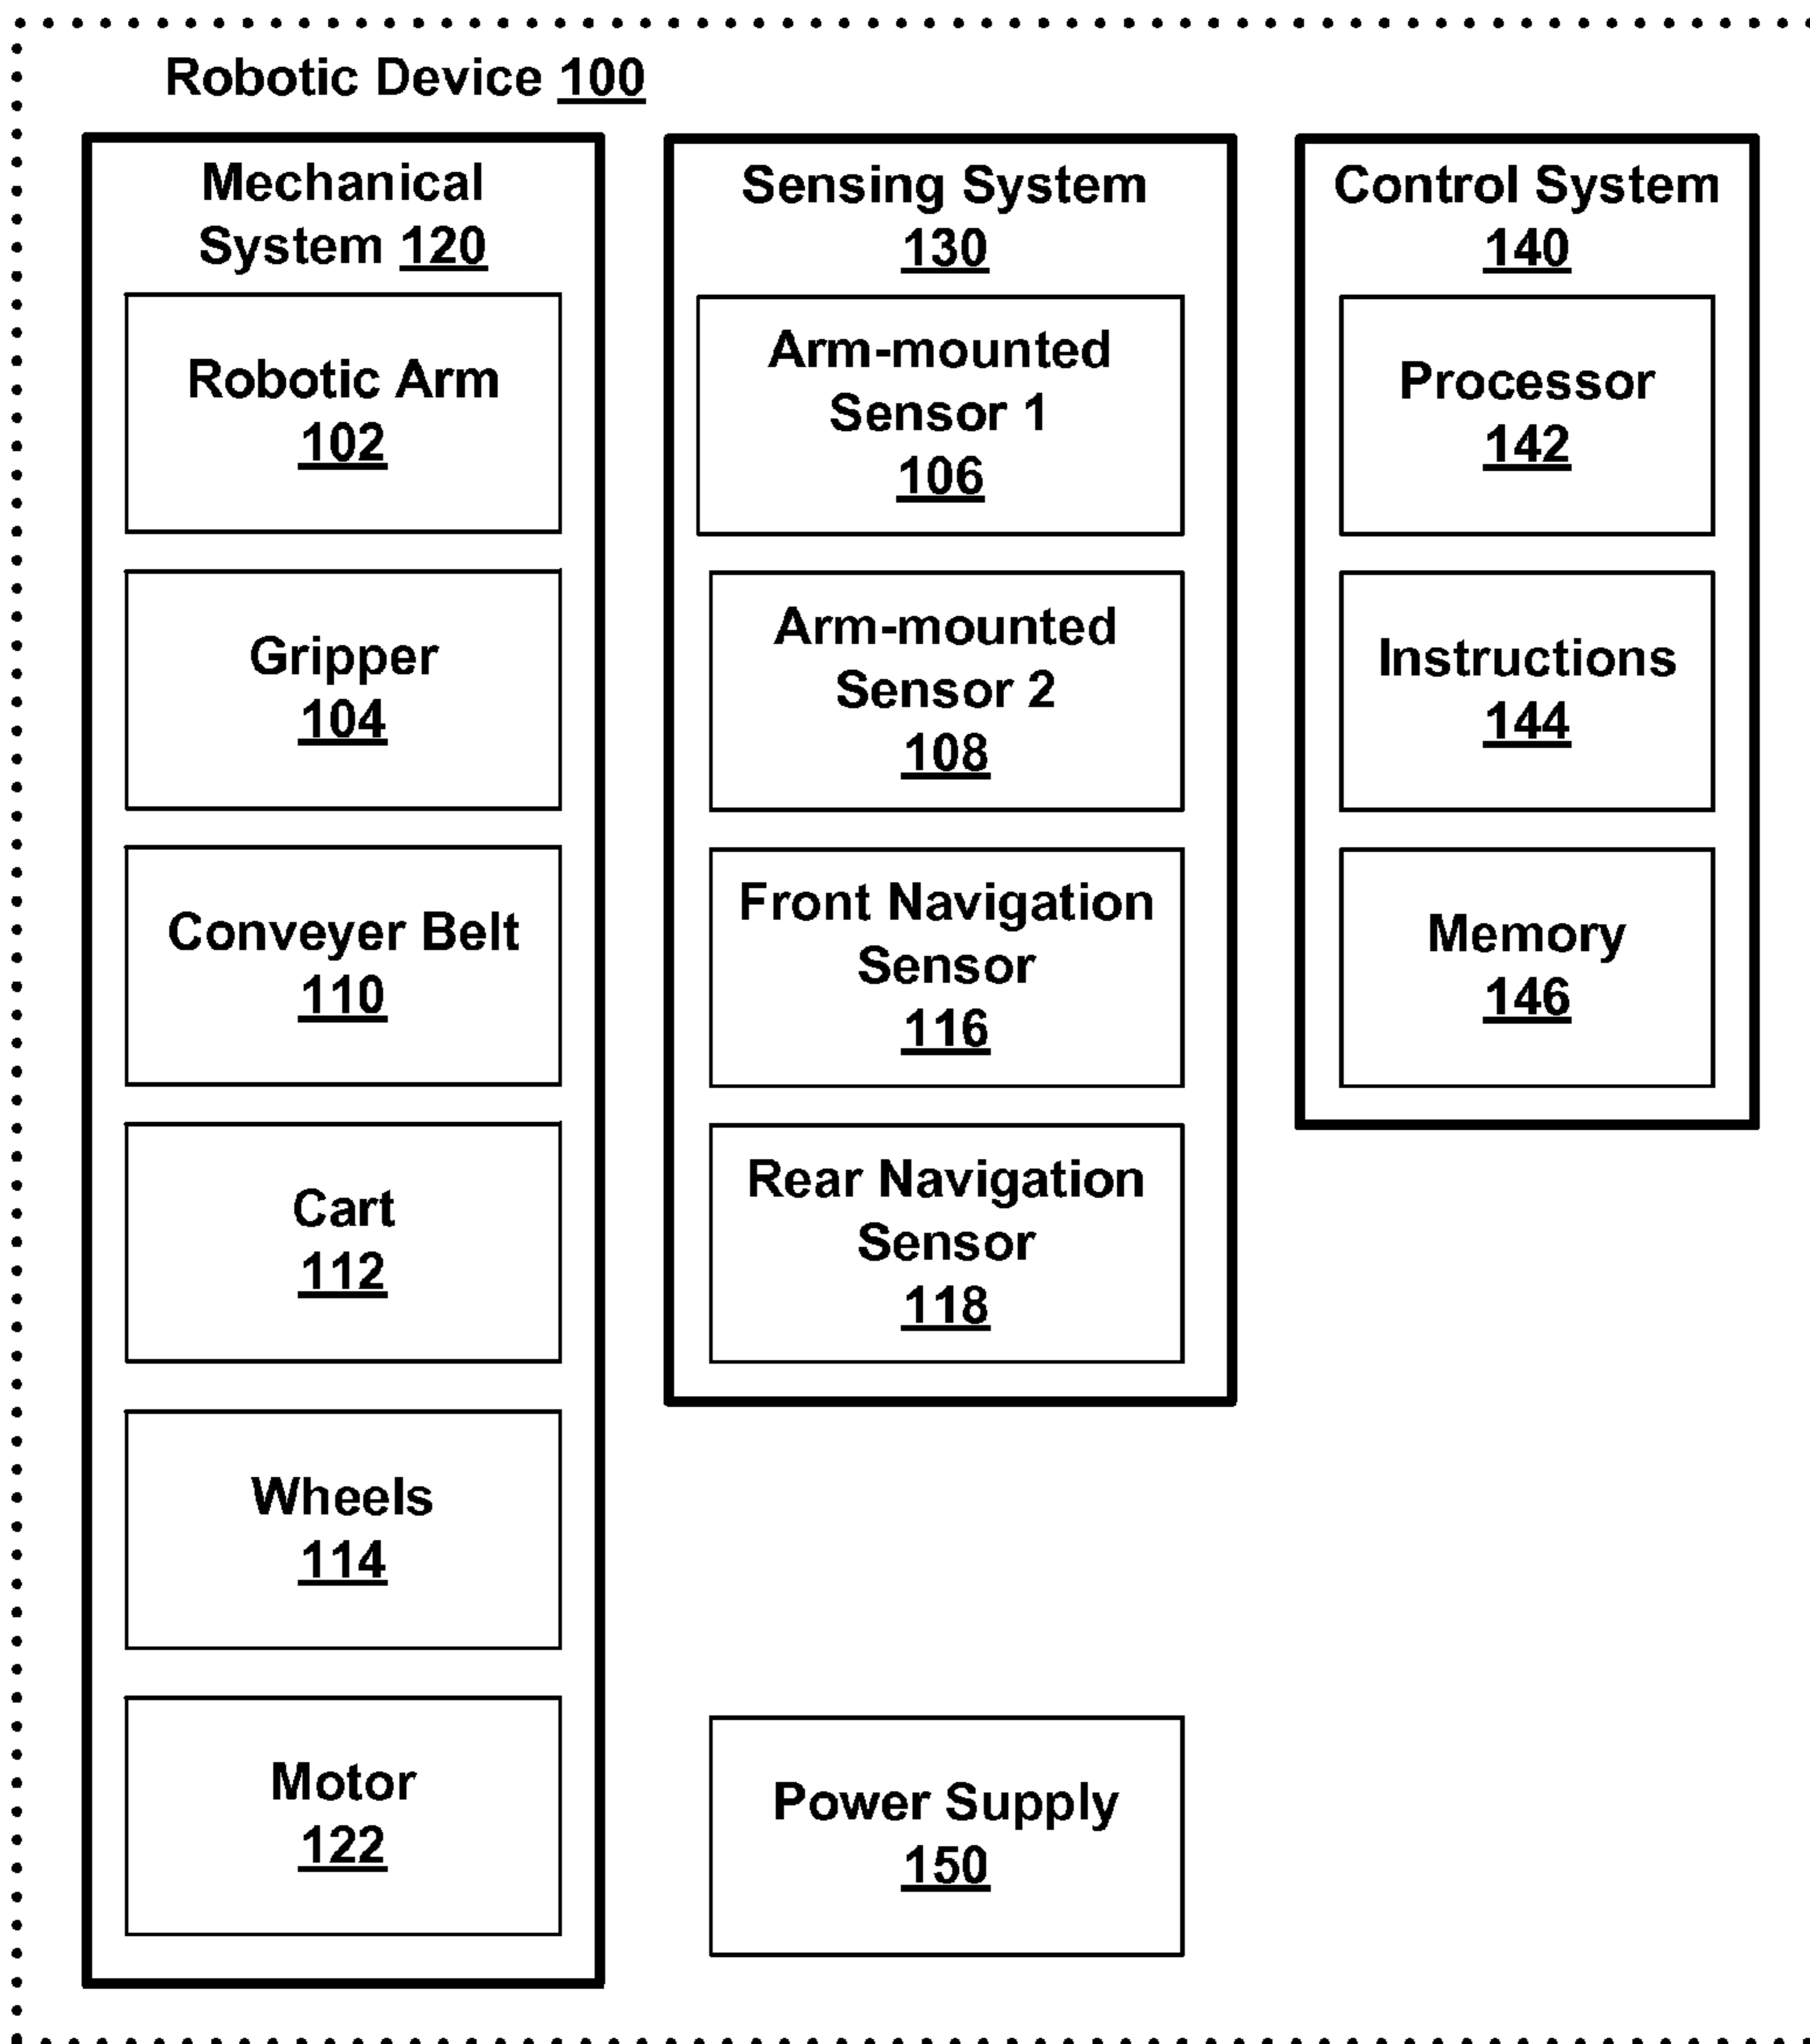 Robotic Device 100
Mechanical
System 120
Robotic Arm
102
Gripper
104
Conveyer Belt
110
Cart
112
Wheels
114
Motor
122
Sensing System
130
Arm-mounted
Sensor 1
106
Arm-mounted
Sensor 2
108
Front Navigation
Sensor
116
Rear Navigation
Sensor
118
Power Supply
150
Control System
140
Processor
142
Instructions
144
Memory
146